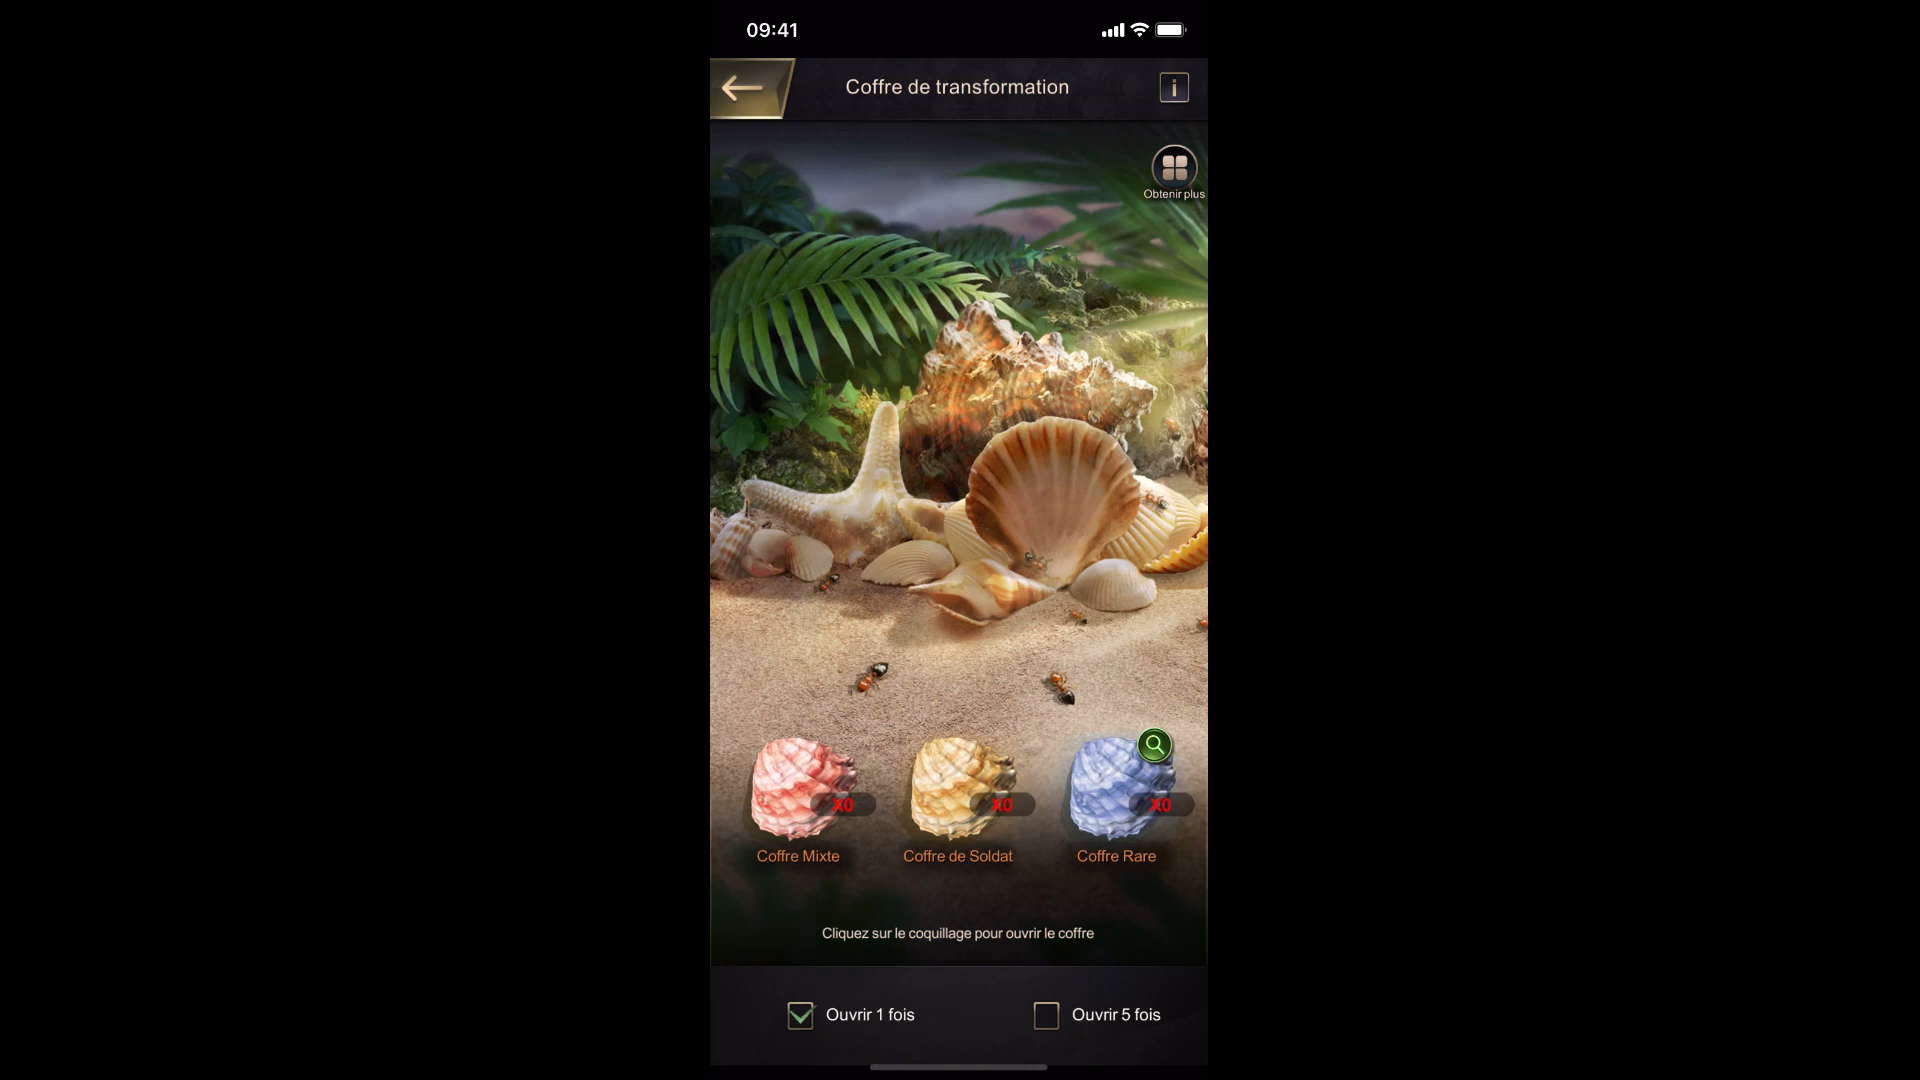 09:41
Coffre de transformation
i
Obtenir plus
X0
X0
X0
Coffre Mixte
Coffre de Soldat
Coffre Rare
Cliquez sur le coquillage pour ouvrir le coffre
Ouvrir 1 fois
Ouvrir 5 fois